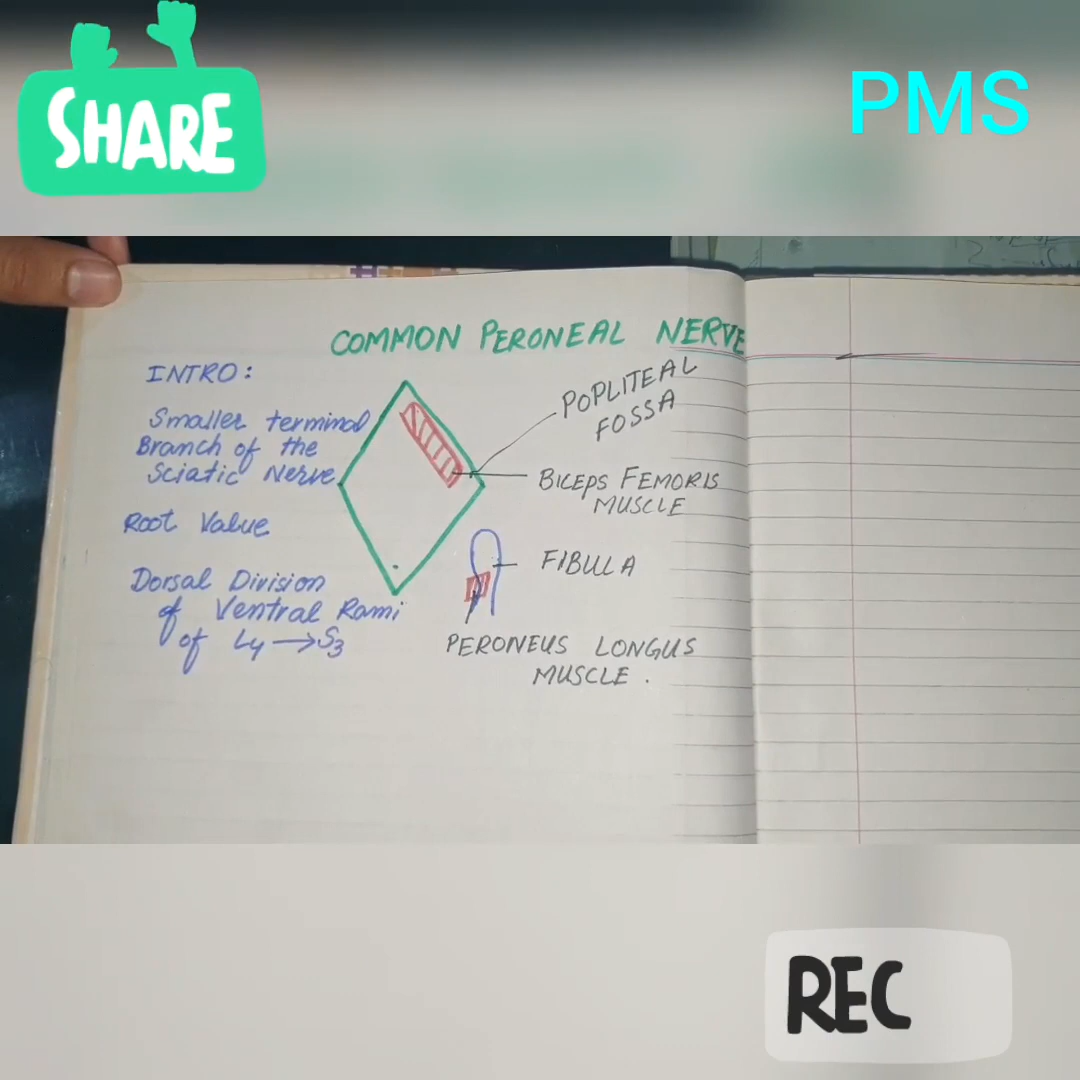 SHARE
PMS
COMMON PERONEAL NERVE
INTRO:
Smaller terminal
Branch of the
Sciatic Nerve
Root Value
Dorsal Division
of Ventral Rami
of L4 → S3
POPLITEAL
FOSSA
BICEPS FEMORIS
MUSCLE
FIBULA
PERONEUS LONGUS
MUSCLE .
REC